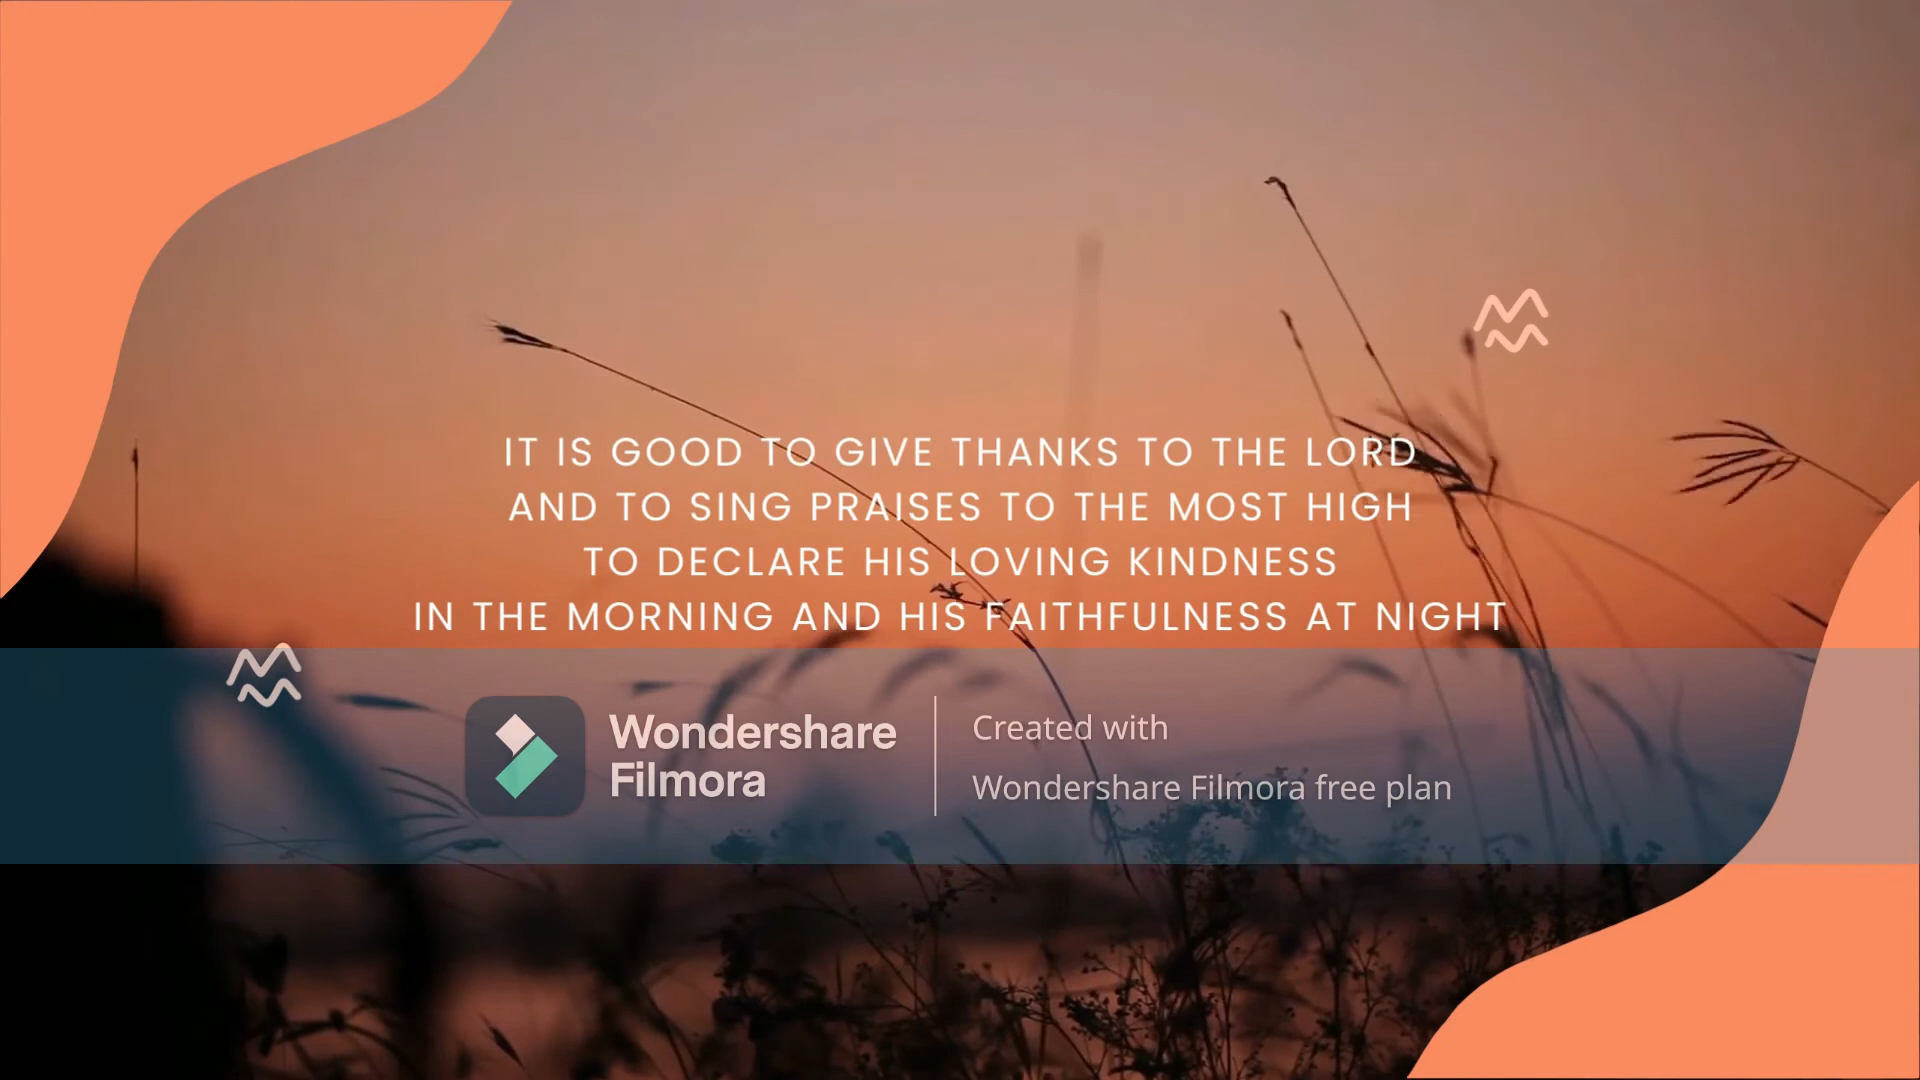 IT IS GOOD TO GIVE THANKS TO THE LORD
AND TO SING PRAISES TO THE MOST HIGH
TO DECLARE HIS LOVING KINDNESS
IN THE MORNING AND HIS FAITHFULNESS AT NIGHT
Wondershare
Filmora
Created with
Wondershare Filmora free plan